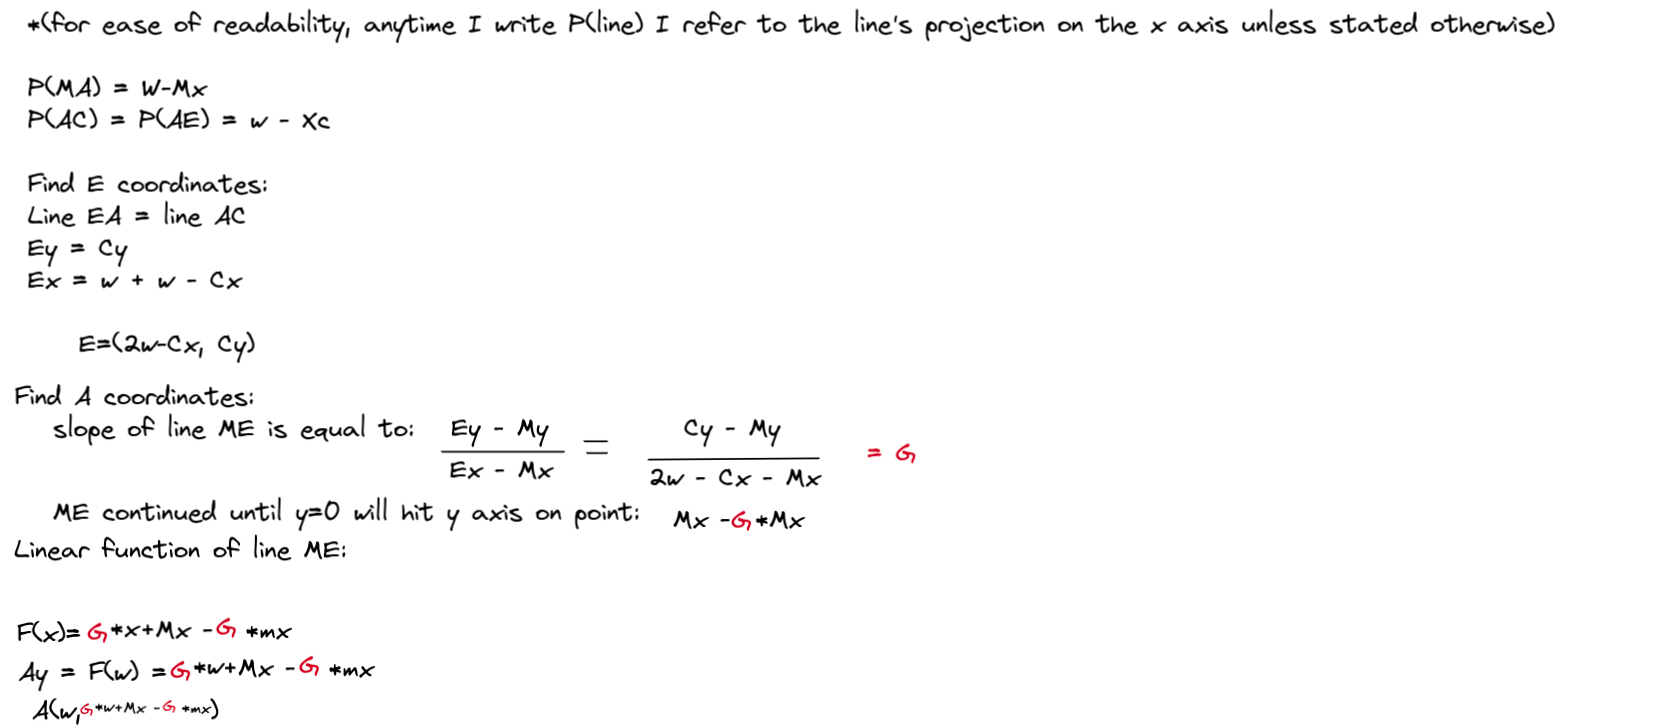 *(for ease of readability, anytime I write P(line) I refer to the line's projection on the x axis unless stated otherwise)
P(MA) = W-Mx
P(AC) = P(AE) = w - Xc
Find E coordinates:
Line EA = line AC
Ey = Cy
Ex = w + w - Cx
E=(2w-Cx, Cy)
Find A coordinates:
slope of line ME is equal to: (Ey - My)/(Ex - Mx) = (Cy - My)/(2w - Cx - Mx) = G
ME continued until y=0 will hit y axis on point: Mx -G*Mx
Linear function of line ME:
F(x)= G*x+Mx -G *mx
Ay = F(w) =G*w+Mx -G *mx
A(w,G*w+Mx -G *mx)